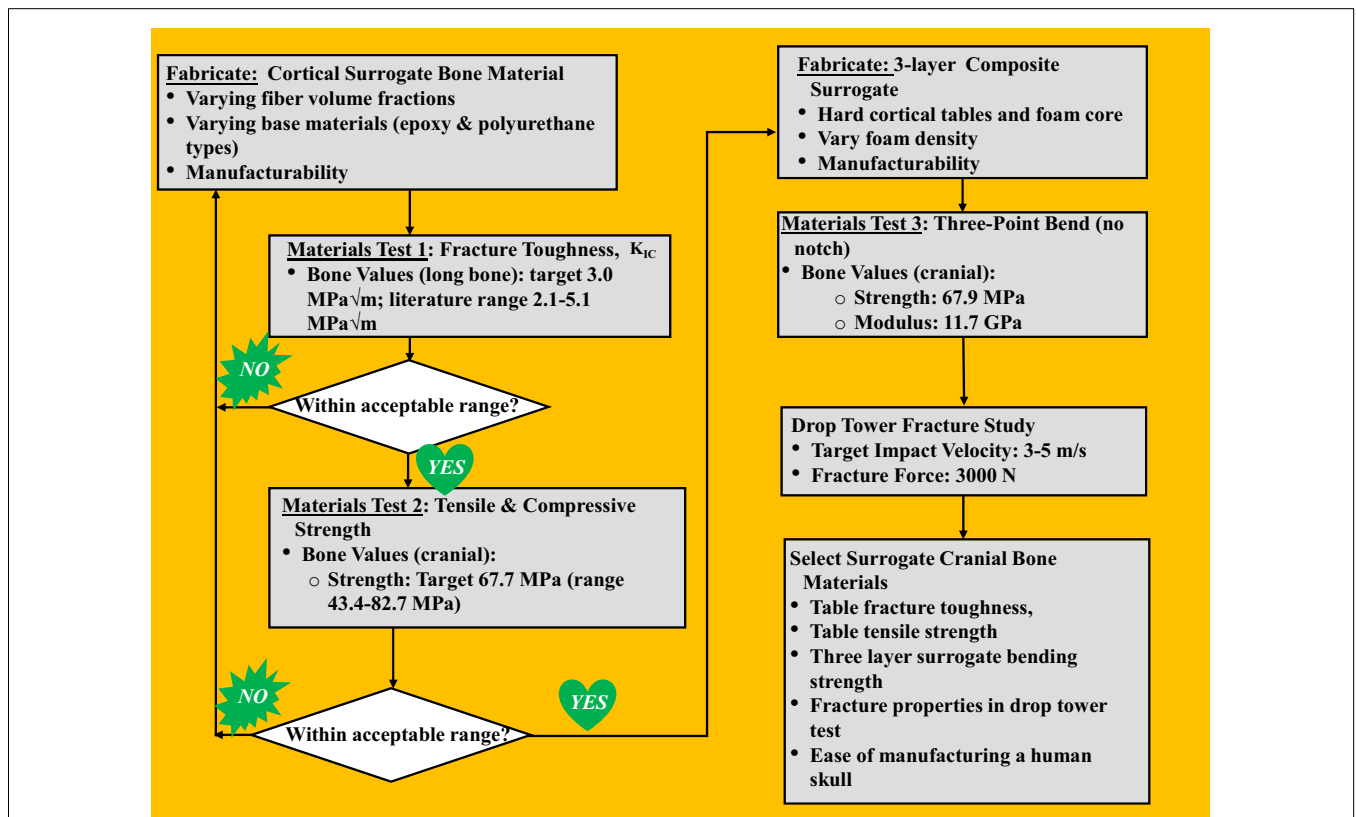 Fabricate: Cortical Surrogate Bone Material
• Varying fiber volume fractions
• Varying base materials (epoxy & polyurethane
types)
• Manufacturability
Materials Test 1: Fracture Toughness, KIC
• Bone Values (long bone): target 3.0
MPa√m; literature range 2.1-5.1
MPa√m
NO
Within acceptable range?
YES
Materials Test 2: Tensile & Compressive
Strength
• Bone Values (cranial):
o Strength: Target 67.7 MPa (range
43.4-82.7 MPa)
NO
Within acceptable range?
YES
Fabricate: 3-layer Composite
Surrogate
• Hard cortical tables and foam core
• Vary foam density
• Manufacturability
Materials Test 3: Three-Point Bend (no
notch)
• Bone Values (cranial):
o Strength: 67.9 MPa
o Modulus: 11.7 GPa
Drop Tower Fracture Study
• Target Impact Velocity: 3-5 m/s
• Fracture Force: 3000 N
Select Surrogate Cranial Bone
Materials
• Table fracture toughness,
• Table tensile strength
• Three layer surrogate bending
strength
• Fracture properties in drop tower
test
• Ease of manufacturing a human
skull